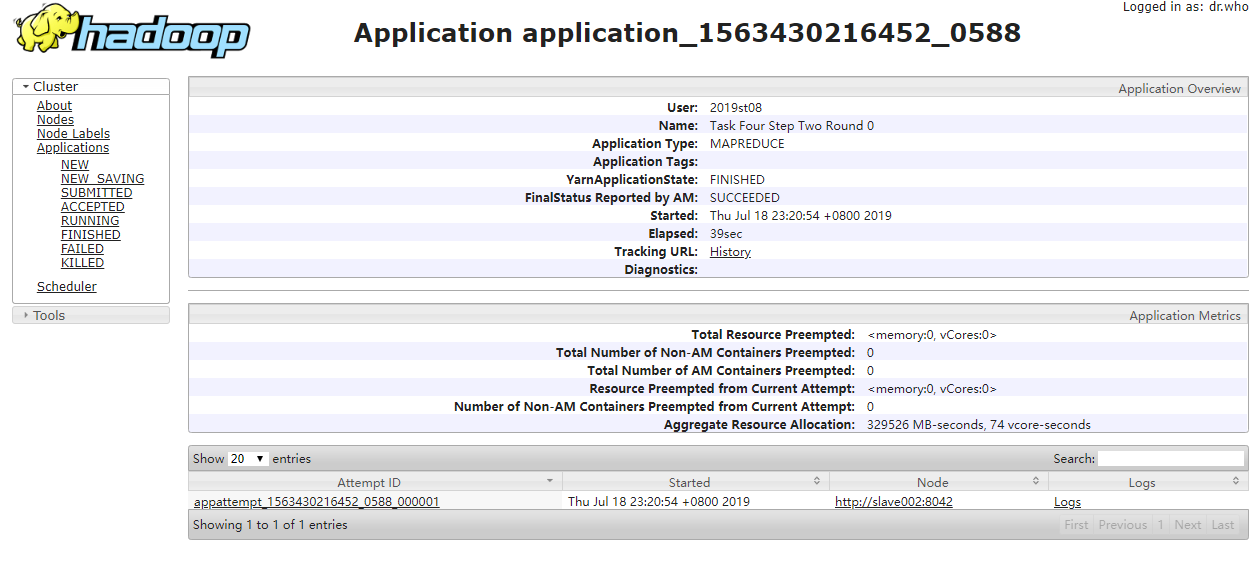 Logged in as: dr.who
hadoop
Application application_1563430216452_0588
Cluster
About
Nodes
Node Labels
Applications
NEW
NEW_SAVING
SUBMITTED
ACCEPTED
RUNNING
FINISHED
FAILED
KILLED
Scheduler
Tools
Application Overview
User: 2019st08
Name: Task Four Step Two Round 0
Application Type: MAPREDUCE
Application Tags:
YarnApplicationState: FINISHED
FinalStatus Reported by AM: SUCCEEDED
Started: Thu Jul 18 23:20:54 +0800 2019
Elapsed: 39sec
Tracking URL: History
Diagnostics:
Application Metrics
Total Resource Preempted: <memory:0, vCores:0>
Total Number of Non-AM Containers Preempted: 0
Total Number of AM Containers Preempted: 0
Resource Preempted from Current Attempt: <memory:0, vCores:0>
Number of Non-AM Containers Preempted from Current Attempt: 0
Aggregate Resource Allocation: 329526 MB-seconds, 74 vcore-seconds
Show 20 entries Search:
Attempt ID Started Node Logs
appattempt_1563430216452_0588_000001 Thu Jul 18 23:20:54 +0800 2019 http://slave002:8042 Logs
Showing 1 to 1 of 1 entries First Previous 1 Next Last